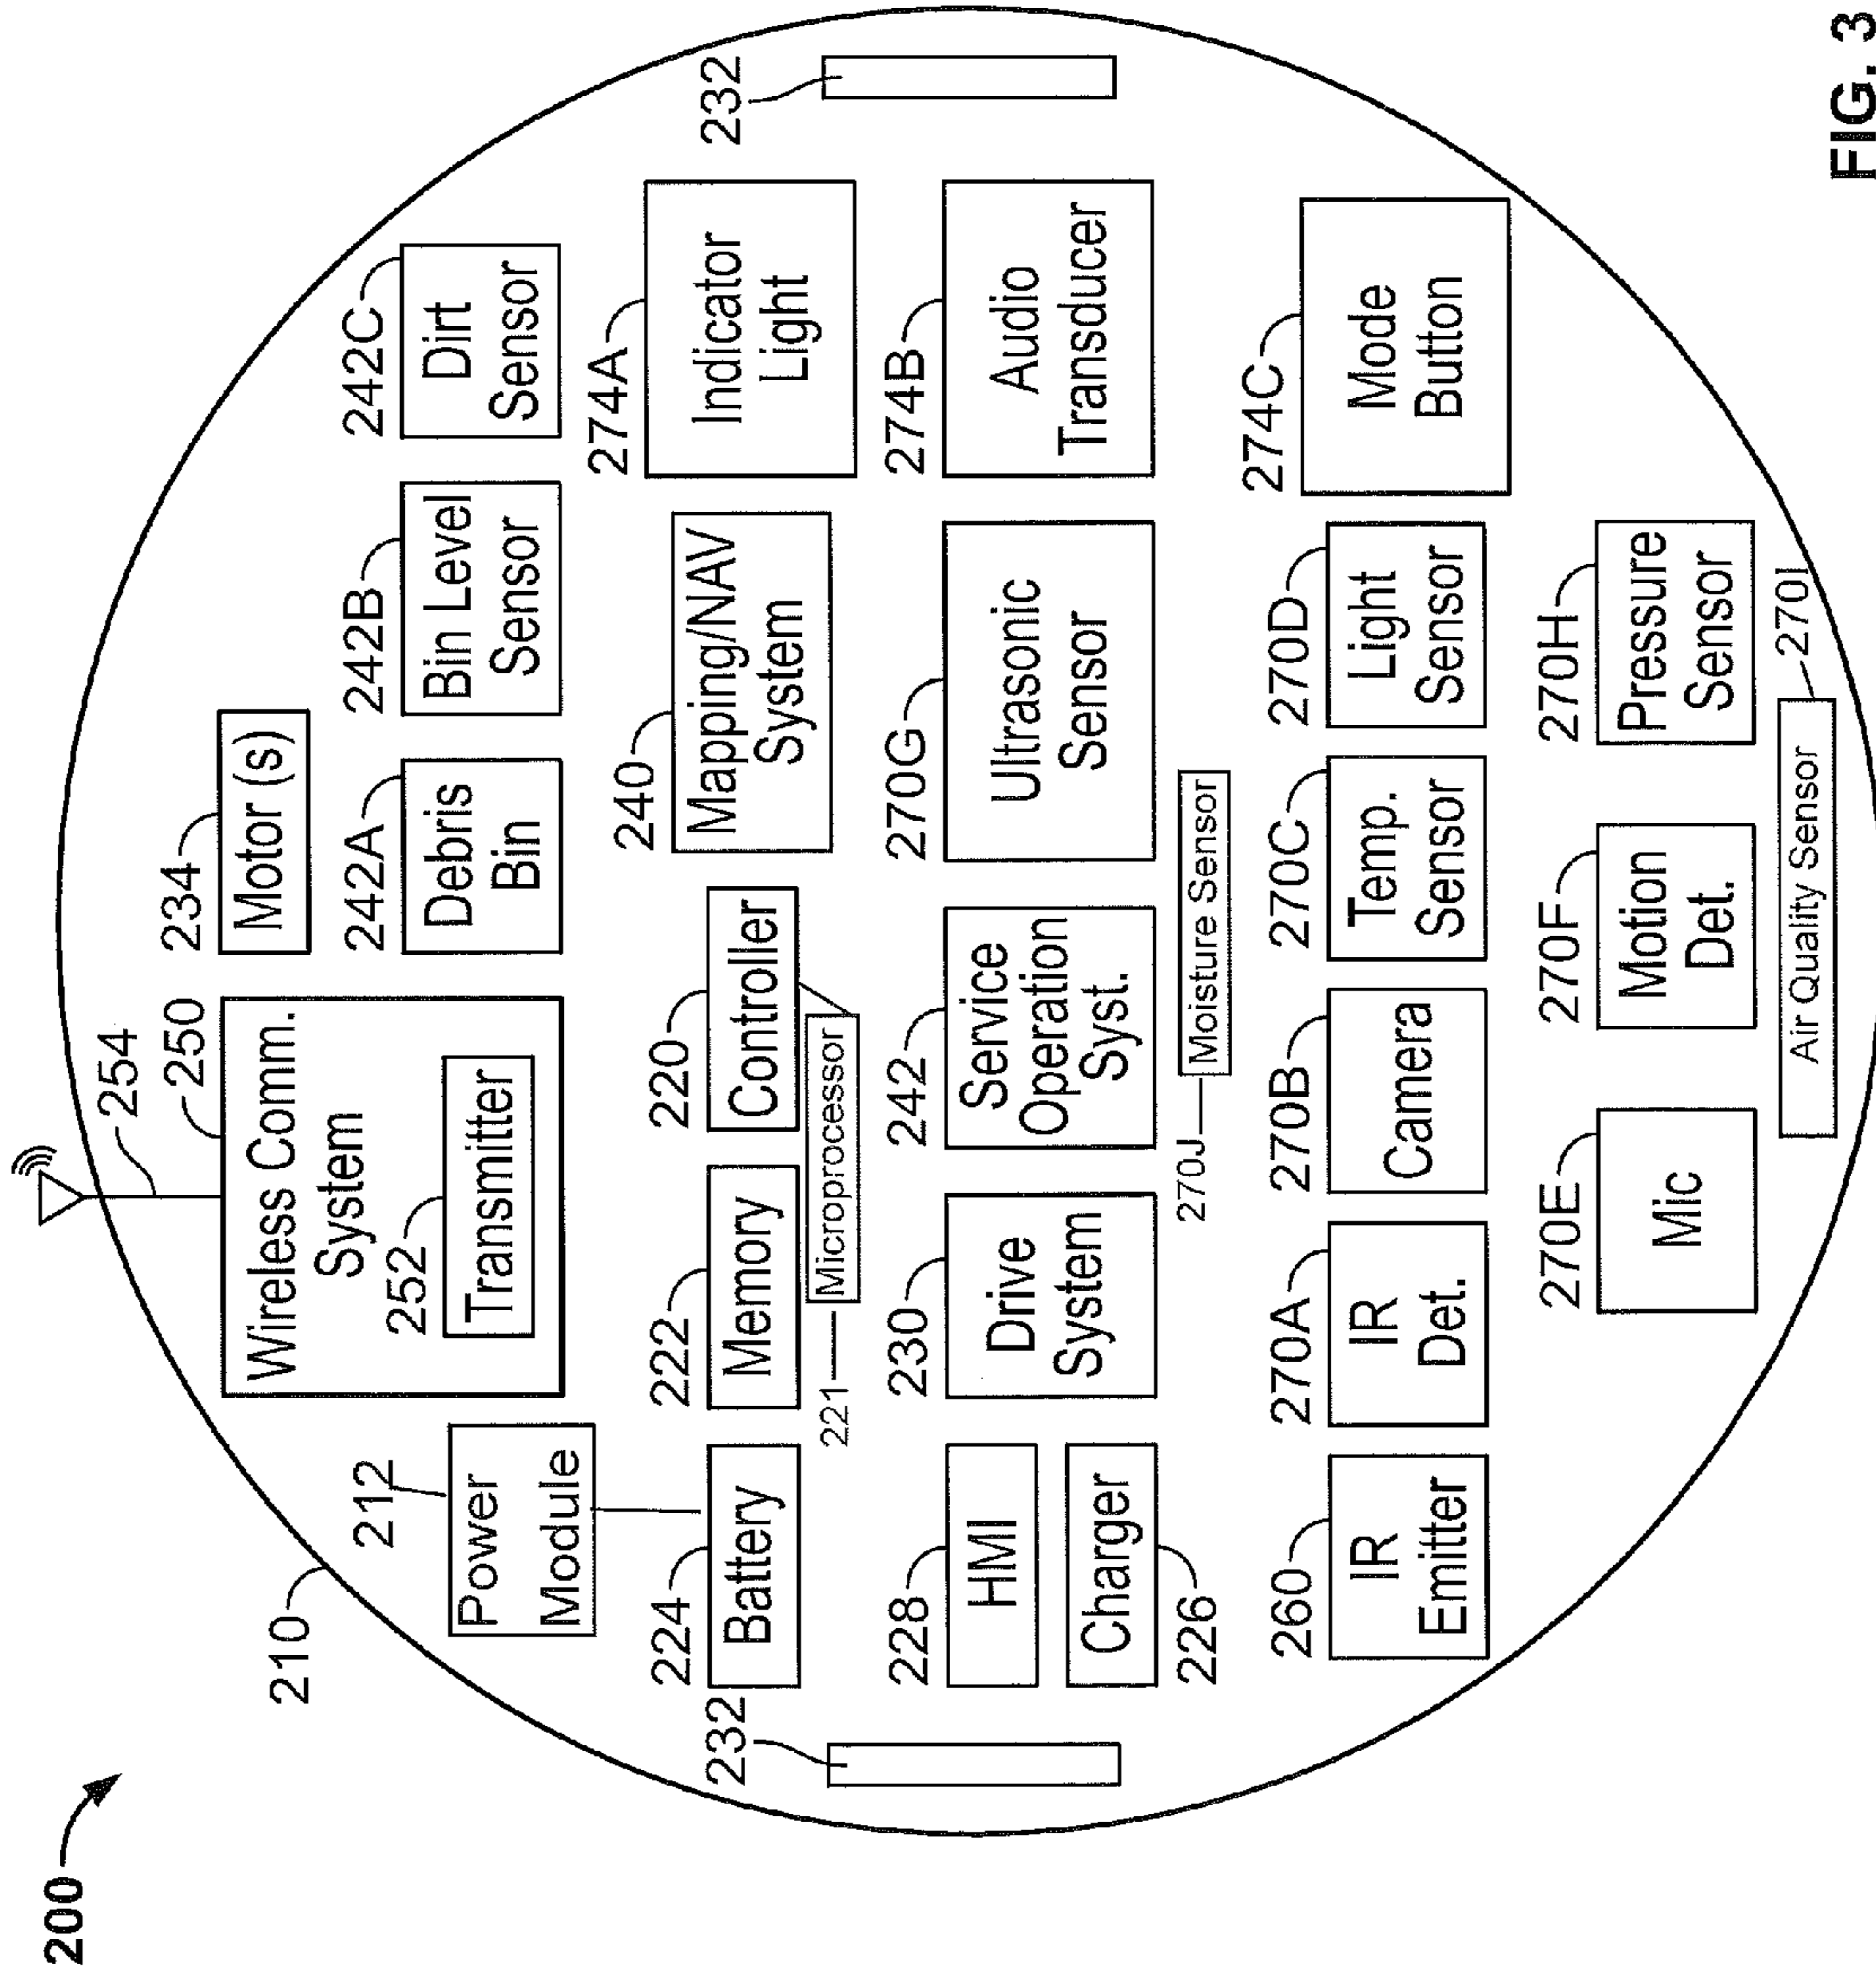 200
210
254
250
Wireless Comm.
System
252
Transmitter
234
Motor (s)
212
Power
Module
242A
Debris
Bin
242B
Bin Level
Sensor
242C
Dirt
Sensor
224
Battery
222
Memory
220
Controller
221
Microprocessor
240
Mapping/NAV
System
274A
Indicator
Light
232
232
228
HMI
Charger
226
230
Drive
System
242
Service
Operation
Syst.
270G
Ultrasonic
Sensor
274B
Audio
Transducer
270J
Moisture Sensor
260
IR
Emitter
270A
IR
Det.
270B
Camera
270C
Temp.
Sensor
270D
Light
Sensor
274C
Mode
Button
270E
Mic
270F
Motion
Det.
270H
Pressure
Sensor
Air Quality Sensor
270I
FIG. 3